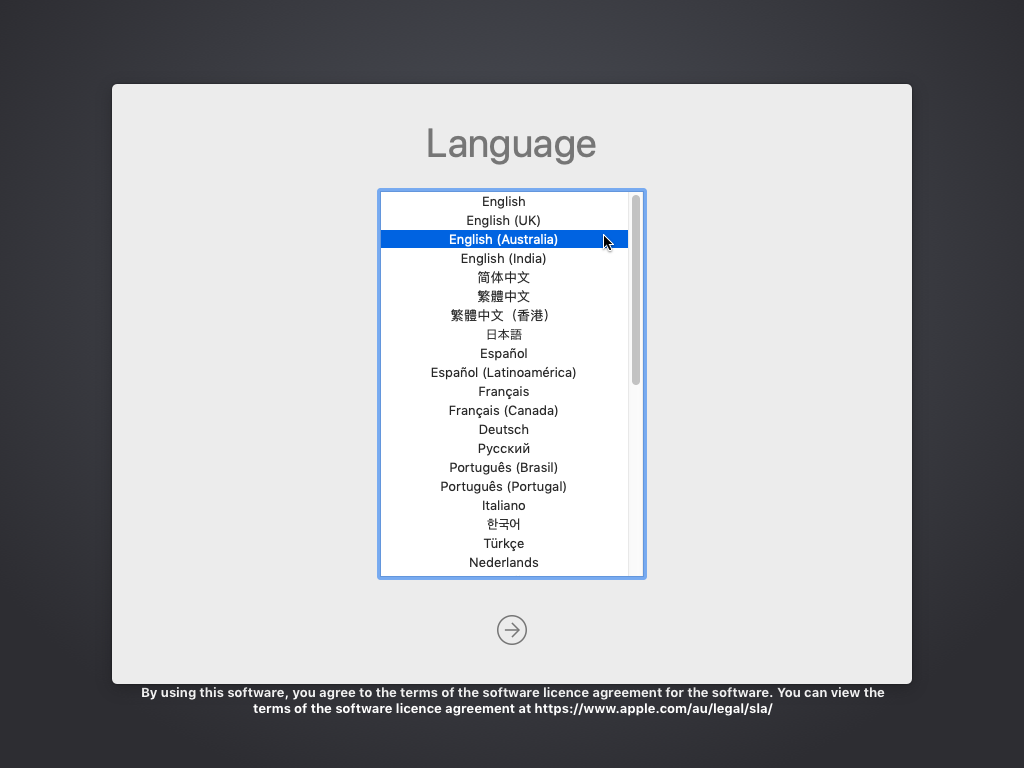 Language
English
English (UK)
English (Australia)
English (India)
简体中文
繁體中文
繁體中文（香港）
日本語
Español
Español (Latinoamérica)
Français
Français (Canada)
Deutsch
Русский
Português (Brasil)
Português (Portugal)
Italiano
한국어
Türkçe
Nederlands
By using this software, you agree to the terms of the software licence agreement for the software. You can view the
terms of the software licence agreement at https://www.apple.com/au/legal/sla/